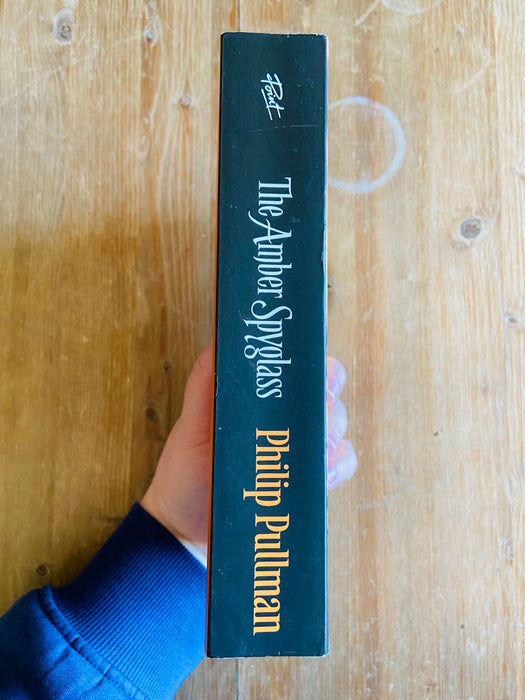 Point
The Amber Spyglass
Philip Pullman